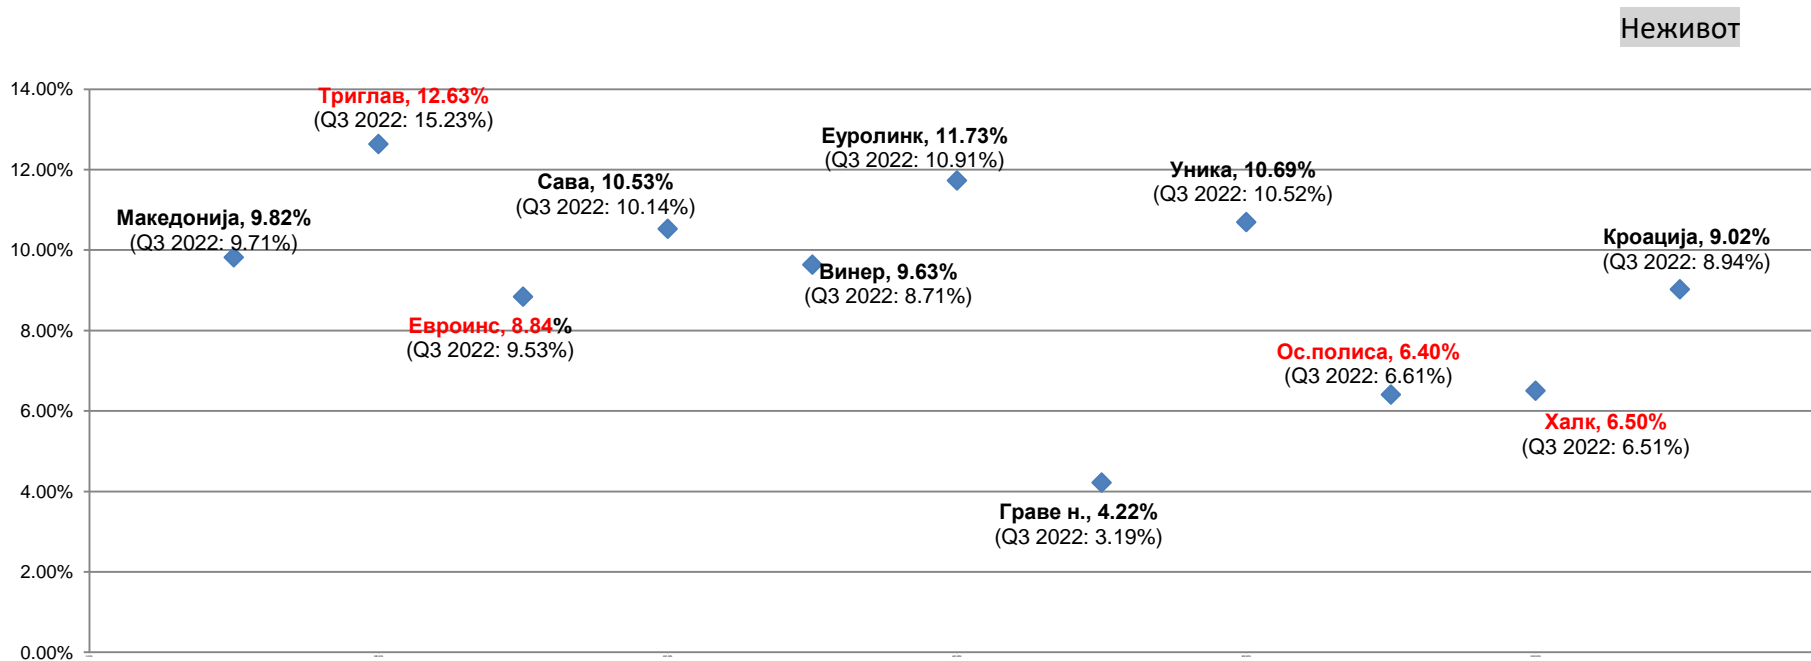 Неживот
14.00%
12.00%
10.00%
8.00%
6.00%
4.00%
2.00%
0.00%
Македонија, 9.82%
(Q3 2022: 9.71%)
Триглав, 12.63%
(Q3 2022: 15.23%)
Евроинс, 8.84%
(Q3 2022: 9.53%)
Сава, 10.53%
(Q3 2022: 10.14%)
Винер, 9.63%
(Q3 2022: 8.71%)
Еуролинк, 11.73%
(Q3 2022: 10.91%)
Граве н., 4.22%
(Q3 2022: 3.19%)
Уника, 10.69%
(Q3 2022: 10.52%)
Ос.полиса, 6.40%
(Q3 2022: 6.61%)
Халк, 6.50%
(Q3 2022: 6.51%)
Кроација, 9.02%
(Q3 2022: 8.94%)